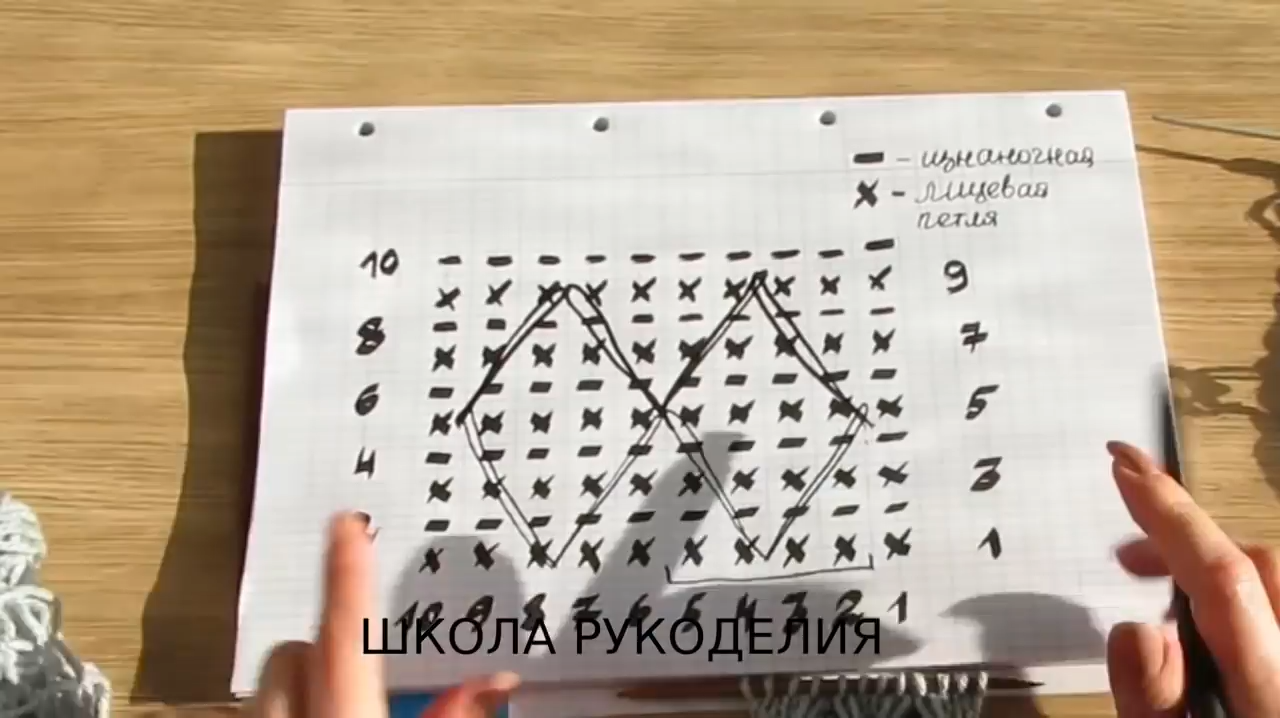 — - изнаночная
х - лицевая
петля
10 — — — — — — — — — —
х х х х х х х х х х 9
8 — — — — — — — — — —
х х х х х х х х х х 7
6 — — — — — — — — — —
х х х х х х х х х х 5
4 — — — — — — — — — —
х х х х х х х х х х 3
— — — — — — — — — —
х х х х х х х х х х 1
10 9 8 7 6 5 4 3 2 1
ШКОЛА РУКОДЕЛИЯ